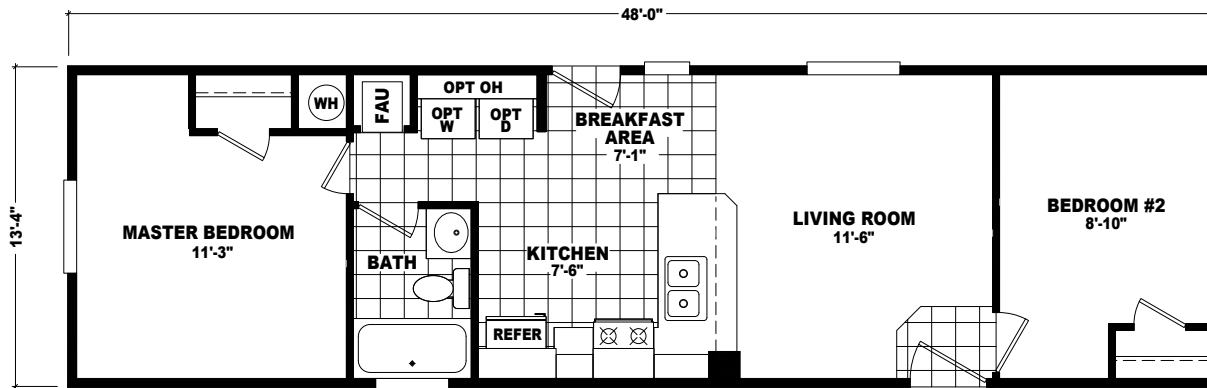 48'-0"
13'-4"
WH
FAU
OPT OH
OPT
W
OPT
D
BREAKFAST
AREA
7'-1"
MASTER BEDROOM
11'-3"
BATH
KITCHEN
7'-6"
REFER
LIVING ROOM
11'-6"
BEDROOM #2
8'-10"